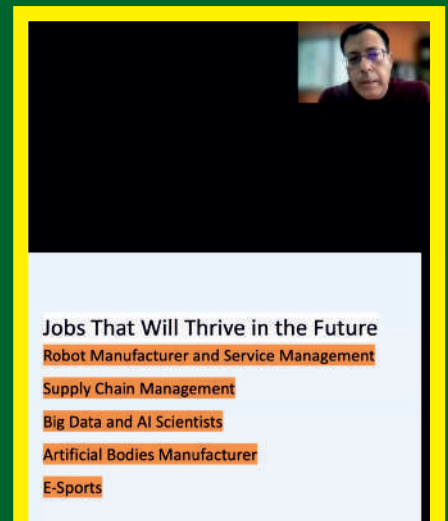 Jobs That Will Thrive in the Future
Robot Manufacturer and Service Management
Supply Chain Management
Big Data and AI Scientists
Artificial Bodies Manufacturer
E-Sports